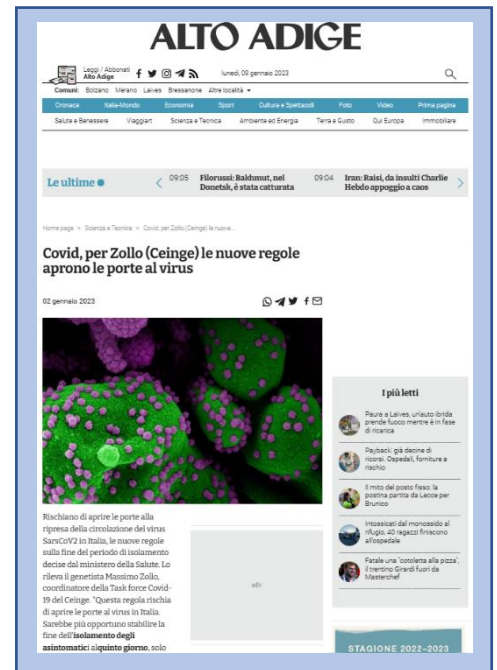 ALTO ADIGE
Leggi / Abbonati
Alto Adige
lunedì, 09 gennaio 2023
Comuni: Bolzano Merano Laives Bressanone Altre località
Cronaca Italia-Mondo Economia Sport Cultura e Spettacoli Foto Video Prima pagina
Salute e Benessere Viaggiart Scienza e Tecnica Ambiente ed Energia Terra e Gusto Qui Europa Immobiliare
Le ultime
09:05 Filorussi: Bakhmut, nel
Donetsk, è stata catturata
09:04 Iran: Raisi, da insulti Charlie
Hebdo appoggio a caos
Home page > Scienza e Tecnica > Covid, per Zollo (Ceinge) le nuove...
Covid, per Zollo (Ceinge) le nuove regole
aprono le porte al virus
02 gennaio 2023
Rischiano di aprire le porte alla
ripresa della circolazione del virus
SarsCoV2 in Italia, le nuove regole
sulla fine del periodo di isolamento
decise dal ministero della Salute. Lo
rileva il genetista Massimo Zollo,
coordinatore della Task force Covid-
19 del Ceinge. "Questa regola rischia
di aprire le porte al virus in Italia.
Sarebbe più opportuno stabilire la
fine dell'isolamento degli
asintomatici al quinto giorno, solo
adv
I più letti
Paura a Laives, un'auto ibrida
prende fuoco mentre è in fase
di ricarica
Payback: già decine di
ricorsi. Ospedali, forniture a
rischio
Il mito del posto fisso: la
postina partita da Lecce per
Brunico
Intossicati dal monossido al
rifugio, 40 ragazzi finiscono
all'ospedale
Fatale una "cotoletta alla pizza",
il trentino Girardi fuori da
Masterchef
STAGIONE 2022-2023